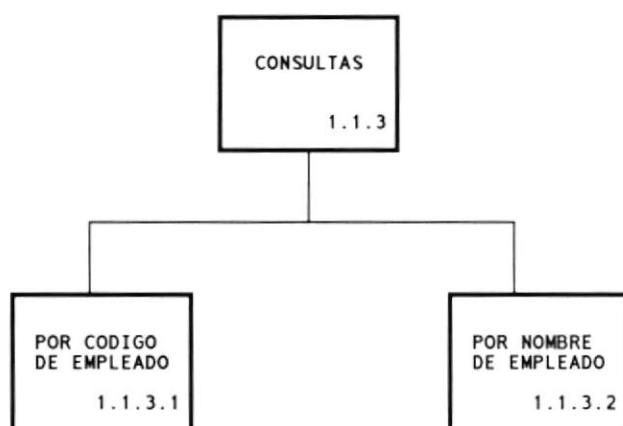 CONSULTAS
1.1.3
POR CODIGO
DE EMPLEADO
1.1.3.1
POR NOMBRE
DE EMPLEADO
1.1.3.2